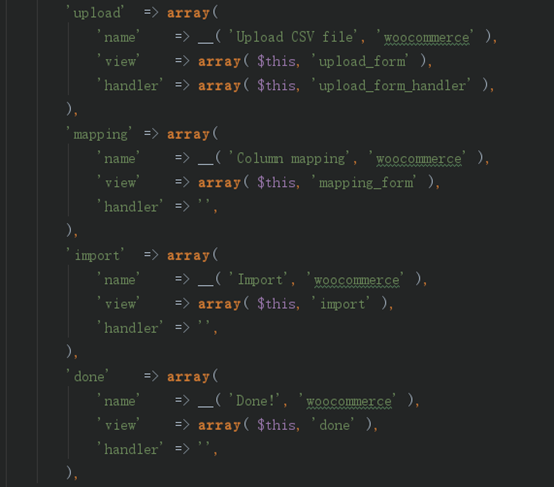 'upload'  => array(
    'name'    => __( 'Upload CSV file', 'woocommerce' ),
    'view'    => array( $this, 'upload_form' ),
    'handler' => array( $this, 'upload_form_handler' ),
),
'mapping' => array(
    'name'    => __( 'Column mapping', 'woocommerce' ),
    'view'    => array( $this, 'mapping_form' ),
    'handler' => '',
),
'import'  => array(
    'name'    => __( 'Import', 'woocommerce' ),
    'view'    => array( $this, 'import' ),
    'handler' => '',
),
'done'    => array(
    'name'    => __( 'Done!', 'woocommerce' ),
    'view'    => array( $this, 'done' ),
    'handler' => '',
),